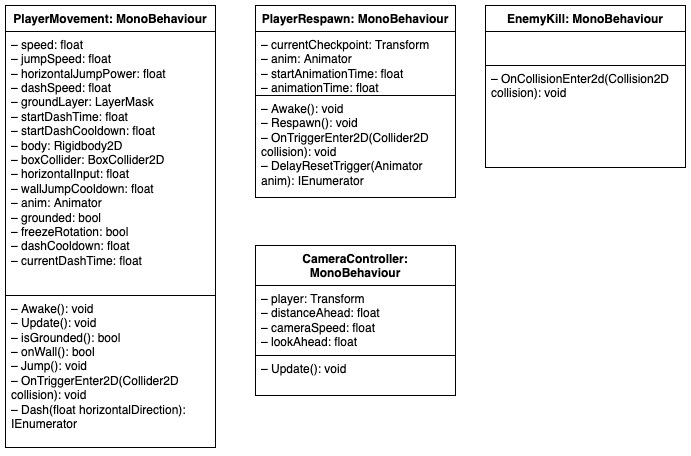 PlayerMovement: MonoBehaviour
– speed: float
– jumpSpeed: float
– horizontalJumpPower: float
– dashSpeed: float
– groundLayer: LayerMask
– startDashTime: float
– startDashCooldown: float
– body: Rigidbody2D
– boxCollider: BoxCollider2D
– horizontalInput: float
– wallJumpCooldown: float
– anim: Animator
– grounded: bool
– freezeRotation: bool
– dashCooldown: float
– currentDashTime: float
– Awake(): void
– Update(): void
– isGrounded(): bool
– onWall(): bool
– Jump(): void
– OnTriggerEnter2D(Collider2D
collision): void
– Dash(float horizontalDirection):
IEnumerator
PlayerRespawn: MonoBehaviour
– currentCheckpoint: Transform
– anim: Animator
– startAnimationTime: float
– animationTime: float
– Awake(): void
– Respawn(): void
– OnTriggerEnter2D(Collider2D
collision): void
– DelayResetTrigger(Animator
anim): IEnumerator
EnemyKill: MonoBehaviour
– OnCollisionEnter2d(Collision2D
collision): void
CameraController:
MonoBehaviour
– player: Transform
– distanceAhead: float
– cameraSpeed: float
– lookAhead: float
– Update(): void